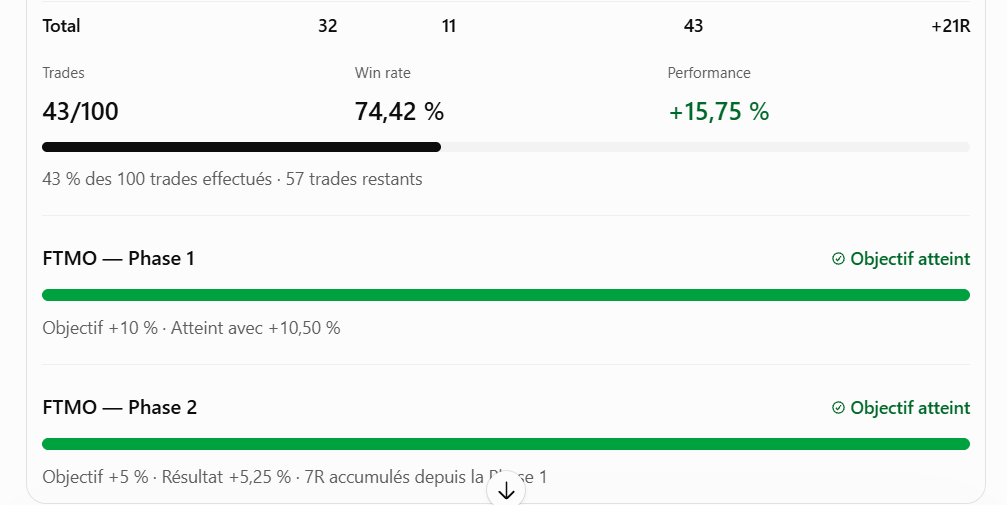 Total 32 11 43 +21R
Trades Win rate Performance
43/100 74,42 % +15,75 %
43 % des 100 trades effectués · 57 trades restants
FTMO — Phase 1 Objectif atteint
Objectif +10 % · Atteint avec +10,50 %
FTMO — Phase 2 Objectif atteint
Objectif +5 % · Résultat +5,25 % · 7R accumulés depuis la Phase 1